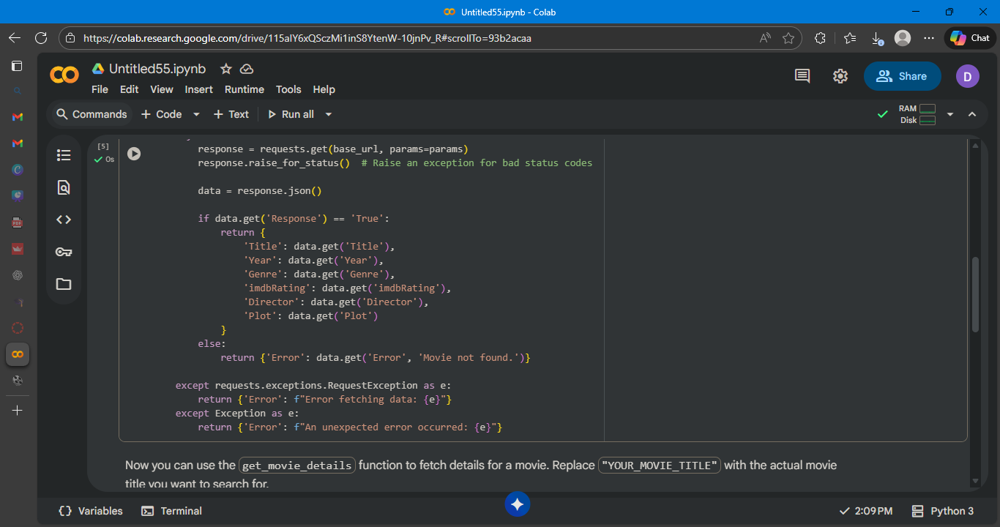 Untitled55.ipynb - Colab
https://colab.research.google.com/drive/115alY6xQSczMi1inS8YtenW-10jnPv_R#scrollTo=93b2acaa
Chat
Untitled55.ipynb
File Edit View Insert Runtime Tools Help
Share
D
Commands + Code + Text Run all
RAM
Disk
[5]
0s
response = requests.get(base_url, params=params)
response.raise_for_status()  # Raise an exception for bad status codes
data = response.json()
if data.get('Response') == 'True':
return {
'Title': data.get('Title'),
'Year': data.get('Year'),
'Genre': data.get('Genre'),
'imdbRating': data.get('imdbRating'),
'Director': data.get('Director'),
'Plot': data.get('Plot')
}
else:
return {'Error': data.get('Error', 'Movie not found.')}
except requests.exceptions.RequestException as e:
return {'Error': f"Error fetching data: {e}"}
except Exception as e:
return {'Error': f"An unexpected error occurred: {e}"}
Now you can use the get_movie_details function to fetch details for a movie. Replace "YOUR_MOVIE_TITLE" with the actual movie
title you want to search for.
{} Variables Terminal
2:09 PM Python 3